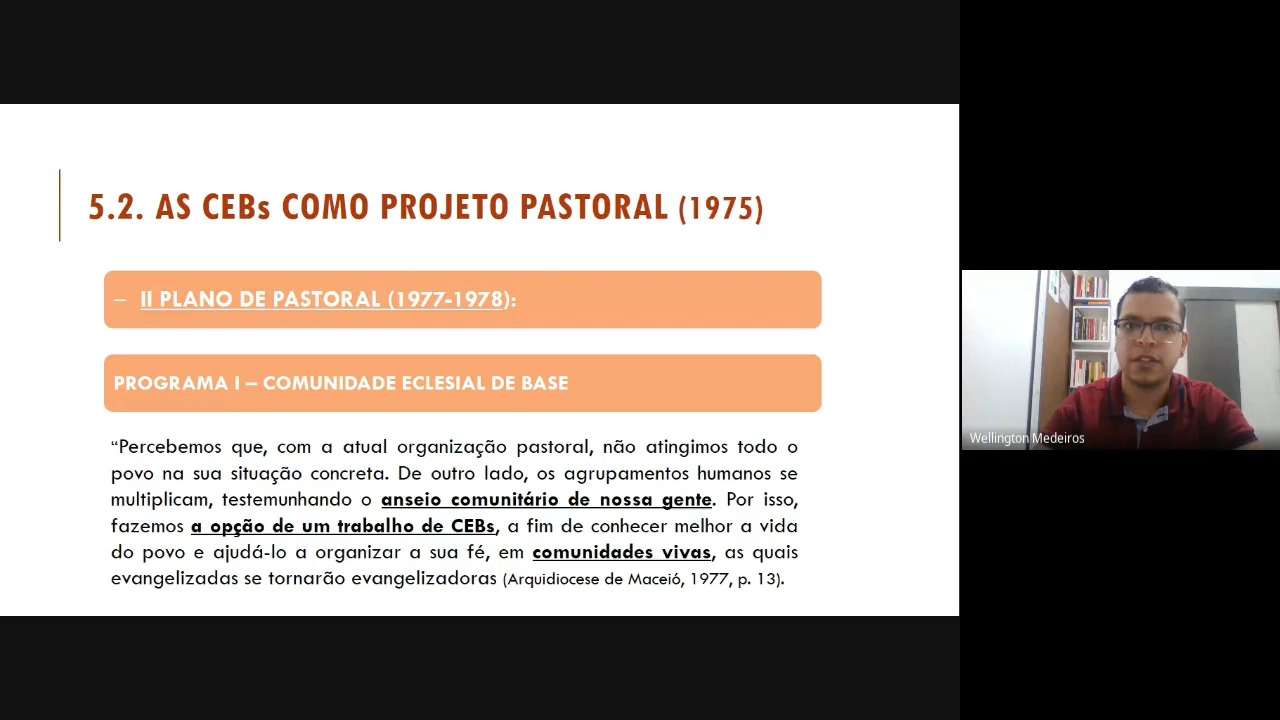 5.2. AS CEBs COMO PROJETO PASTORAL (1975)
– II PLANO DE PASTORAL (1977-1978):
PROGRAMA I – COMUNIDADE ECLESIAL DE BASE
“Percebemos que, com a atual organização pastoral, não atingimos todo o
povo na sua situação concreta. De outro lado, os agrupamentos humanos se
multiplicam, testemunhando o anseio comunitário de nossa gente. Por isso,
fazemos a opção de um trabalho de CEBs, a fim de conhecer melhor a vida
do povo e ajudá-lo a organizar a sua fé, em comunidades vivas, as quais
evangelizadas se tornarão evangelizadoras (Arquidiocese de Maceió, 1977, p. 13).
Wellington Medeiros